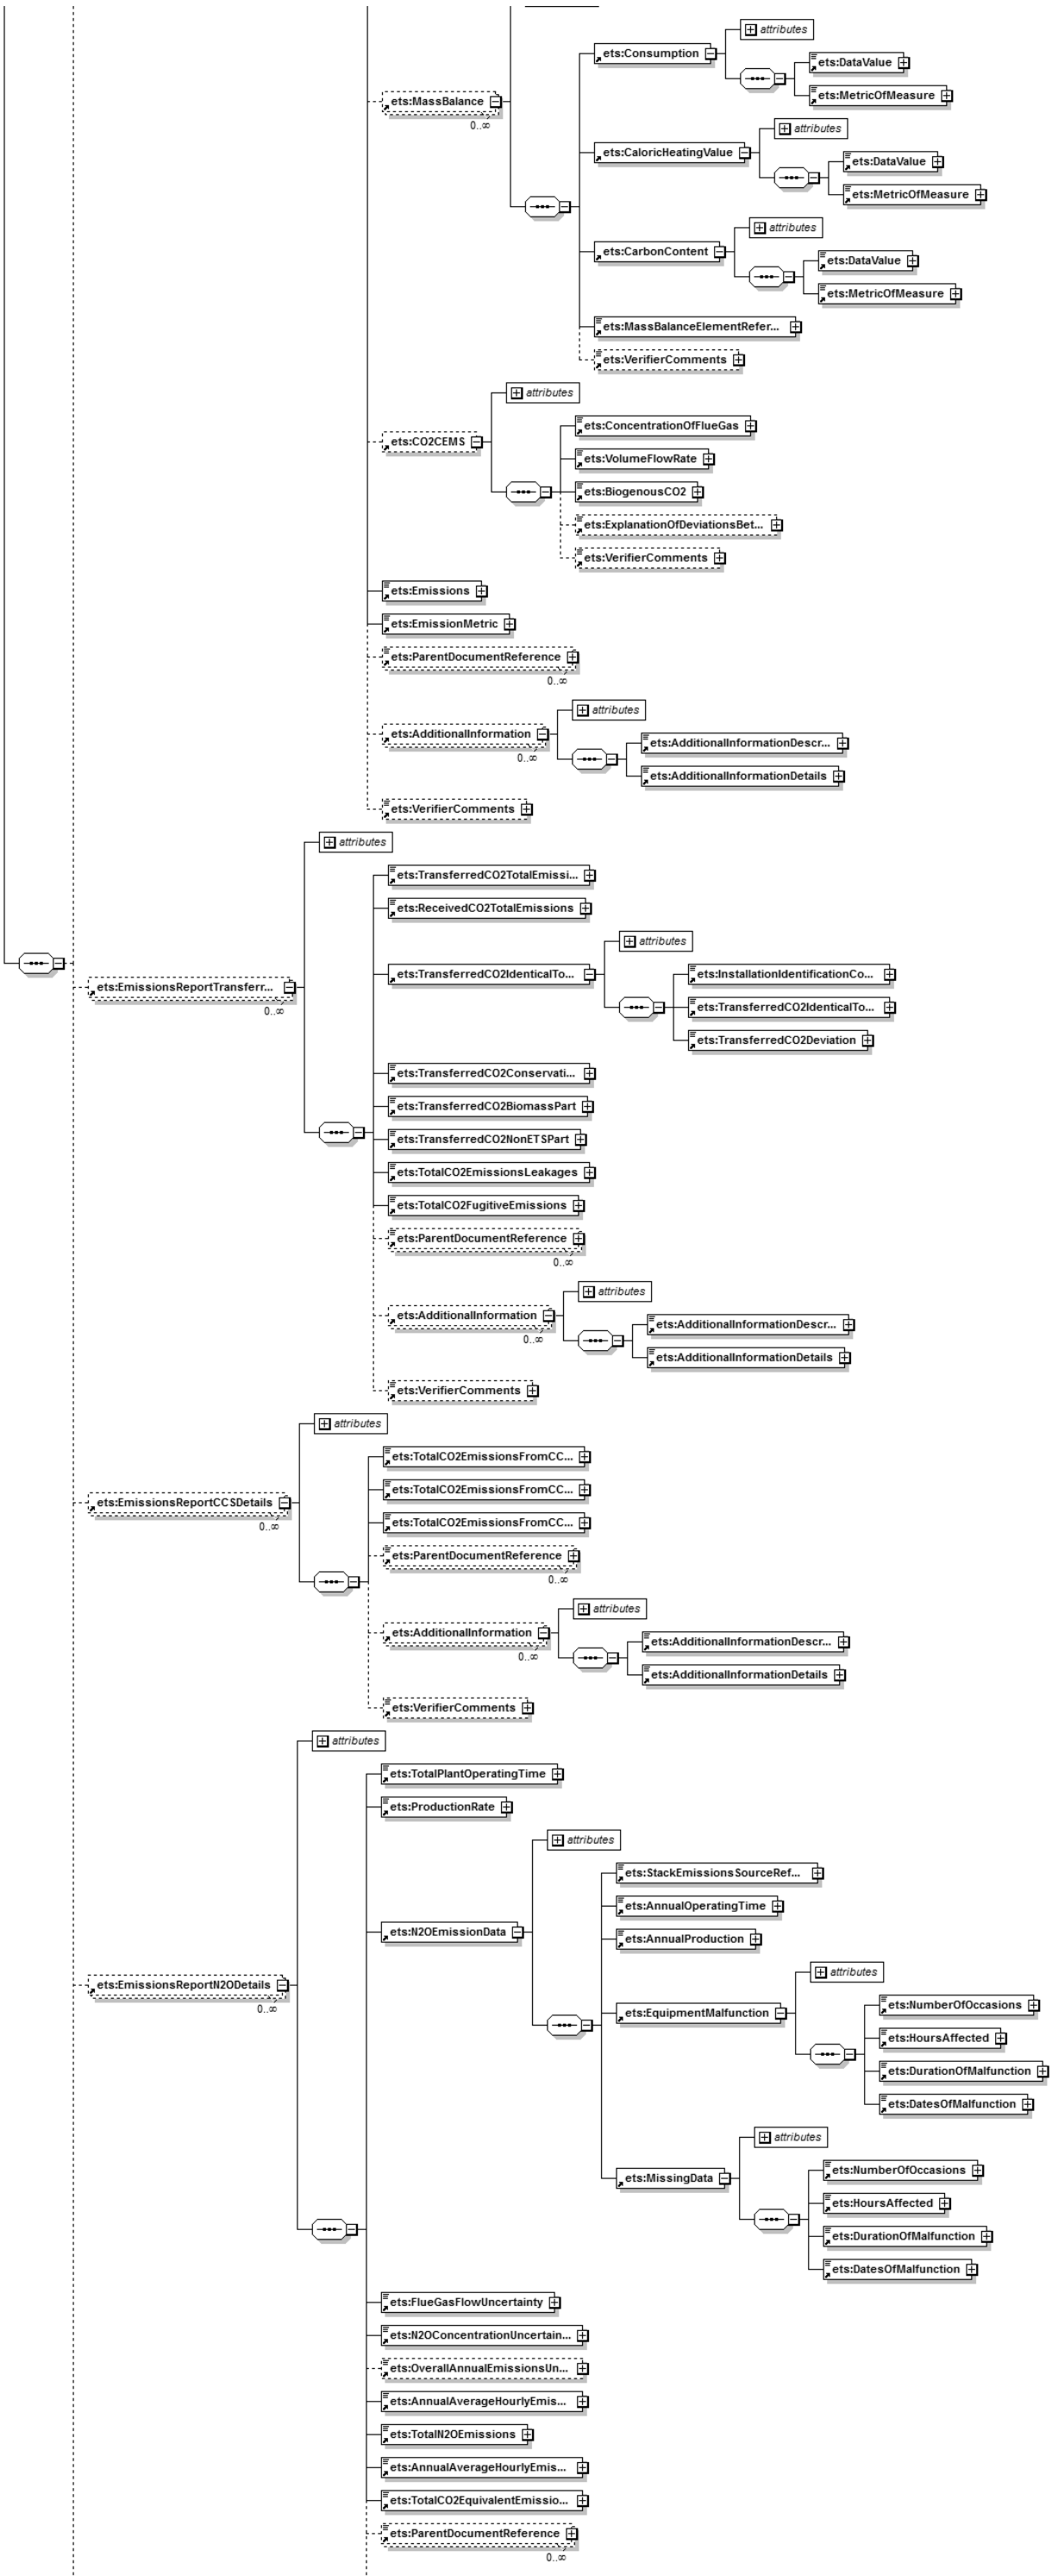 attributes
ets:Consumption
ets:DataValue
ets:MetricOfMeasure
ets:MassBalance
0..∞
attributes
ets:CaloricHeatingValue
ets:DataValue
ets:MetricOfMeasure
attributes
ets:CarbonContent
ets:DataValue
ets:MetricOfMeasure
ets:MassBalanceElementRefer...
ets:VerifierComments
attributes
ets:CO2CEMS
ets:ConcentrationOfFlueGas
ets:VolumeFlowRate
ets:BiogenousCO2
ets:ExplanationOfDeviationsBet...
ets:VerifierComments
ets:Emissions
ets:EmissionMetric
ets:ParentDocumentReference
0..∞
attributes
ets:AdditionalInformation
0..∞
ets:AdditionalInformationDescr...
ets:AdditionalInformationDetails
ets:VerifierComments
attributes
ets:TransferredCO2TotalEmissi...
ets:ReceivedCO2TotalEmissions
attributes
ets:TransferredCO2IdenticalTo...
ets:InstallationIdentificationCo...
ets:EmissionsReportTransferr...
0..∞
ets:TransferredCO2IdenticalTo...
ets:TransferredCO2Deviation
ets:TransferredCO2Conservati...
ets:TransferredCO2BiomassPart
ets:TransferredCO2NonETSPart
ets:TotalCO2EmissionsLeakages
ets:TotalCO2FugitiveEmissions
ets:ParentDocumentReference
0..∞
attributes
ets:AdditionalInformation
0..∞
ets:AdditionalInformationDescr...
ets:AdditionalInformationDetails
ets:VerifierComments
attributes
ets:TotalCO2EmissionsFromCC...
ets:TotalCO2EmissionsFromCC...
ets:EmissionsReportCCSDetails
0..∞
ets:TotalCO2EmissionsFromCC...
ets:ParentDocumentReference
0..∞
attributes
ets:AdditionalInformation
0..∞
ets:AdditionalInformationDescr...
ets:AdditionalInformationDetails
ets:VerifierComments
attributes
ets:TotalPlantOperatingTime
ets:ProductionRate
attributes
ets:StackEmissionsSourceRef...
ets:AnnualOperatingTime
ets:N2OEmissionData
ets:AnnualProduction
attributes
ets:EmissionsReportN2ODetails
0..∞
ets:EquipmentMalfunction
ets:NumberOfOccasions
ets:HoursAffected
ets:DurationOfMalfunction
ets:DatesOfMalfunction
attributes
ets:MissingData
ets:NumberOfOccasions
ets:HoursAffected
ets:DurationOfMalfunction
ets:DatesOfMalfunction
ets:FlueGasFlowUncertainty
ets:N2OConcentrationUncertain...
ets:OverallAnnualEmissionsUn...
ets:AnnualAverageHourlyEmis...
ets:TotalN2OEmissions
ets:AnnualAverageHourlyEmis...
ets:TotalCO2EquivalentEmissio...
ets:ParentDocumentReference
0..∞